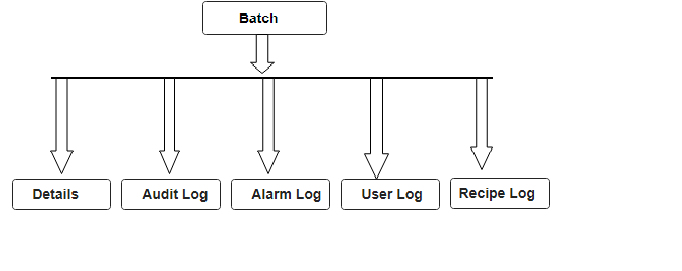 Batch
Details
Audit Log
Alarm Log
User Log
Recipe Log